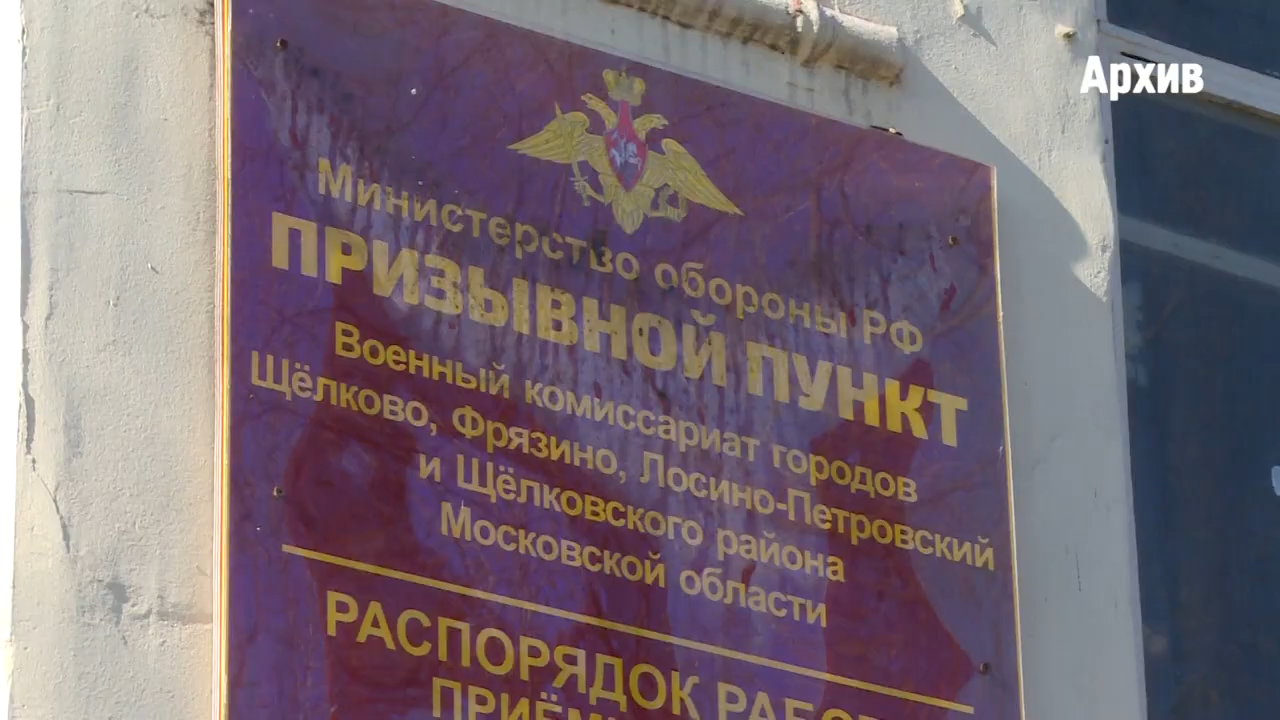 Архив
Министерство обороны РФ
ПРИЗЫВНОЙ ПУНКТ
Военный комиссариат городов
Щёлково, Фрязино, Лосино-Петровский
и Щёлковского района
Московской области
РАСПОРЯДОК